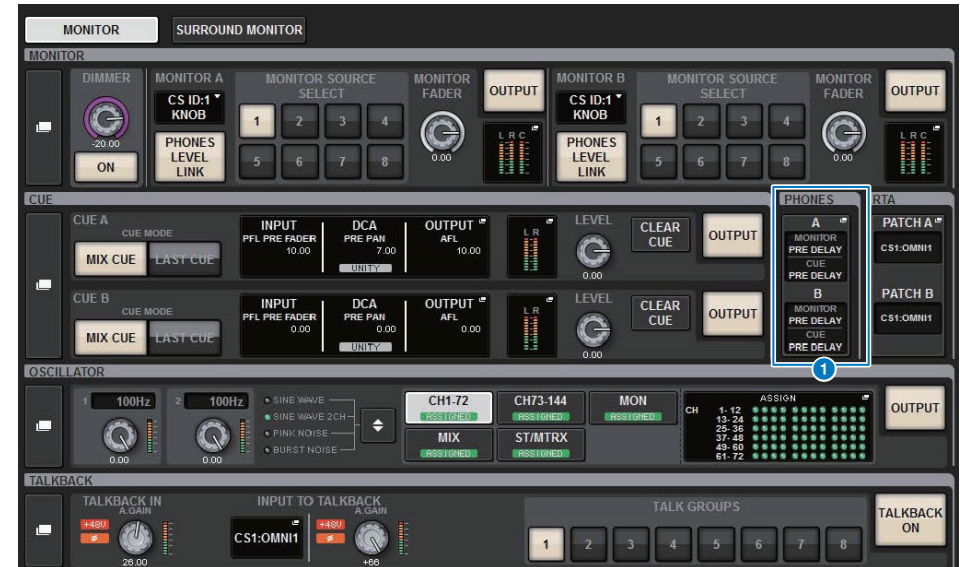 MONITOR SURROUND MONITOR
MONITOR
DIMMER
-20.00
ON
MONITOR A
CS ID:1
KNOB
PHONES
LEVEL
LINK
MONITOR SOURCE
SELECT
1 2 3 4
5 6 7 8
MONITOR
FADER
0.00
OUTPUT
L R C
MONITOR B
CS ID:1
KNOB
PHONES
LEVEL
LINK
MONITOR SOURCE
SELECT
1 2 3 4
5 6 7 8
MONITOR
FADER
0.00
OUTPUT
L R C
CUE
CUE A
CUE MODE
MIX CUE LAST CUE
INPUT
PFL PRE FADER
10.00
DCA
PRE PAN
7.00
UNITY
OUTPUT
AFL
10.00
L R
LEVEL
0.00
CLEAR
CUE
OUTPUT
CUE B
CUE MODE
MIX CUE LAST CUE
INPUT
PFL PRE FADER
0.00
DCA
PRE PAN
0.00
UNITY
OUTPUT
AFL
0.00
L R
LEVEL
0.00
CLEAR
CUE
OUTPUT
PHONES
A
MONITOR
PRE DELAY
CUE
PRE DELAY
B
MONITOR
PRE DELAY
CUE
PRE DELAY
1
RTA
PATCH A
CS1:OMNI1
PATCH B
CS1:OMNI1
OSCILLATOR
1 100Hz
0.00
2 100Hz
0.00
SINE WAVE
SINE WAVE 2CH
PINK NOISE
BURST NOISE
CH1-72
ASSIGNED
CH73-144
ASSIGNED
MON
ASSIGNED
MIX
ASSIGNED
ST/MTRX
ASSIGNED
ASSIGN
CH 1-12
13-24
25-36
37-48
49-60
61-72
OUTPUT
TALKBACK
TALKBACK IN
A.GAIN
+48V
Ø
26.00
INPUT TO TALKBACK
CS1:OMNI1
A.GAIN
+48V
Ø
+66
TALK GROUPS
1 2 3 4 5 6 7 8
TALKBACK
ON